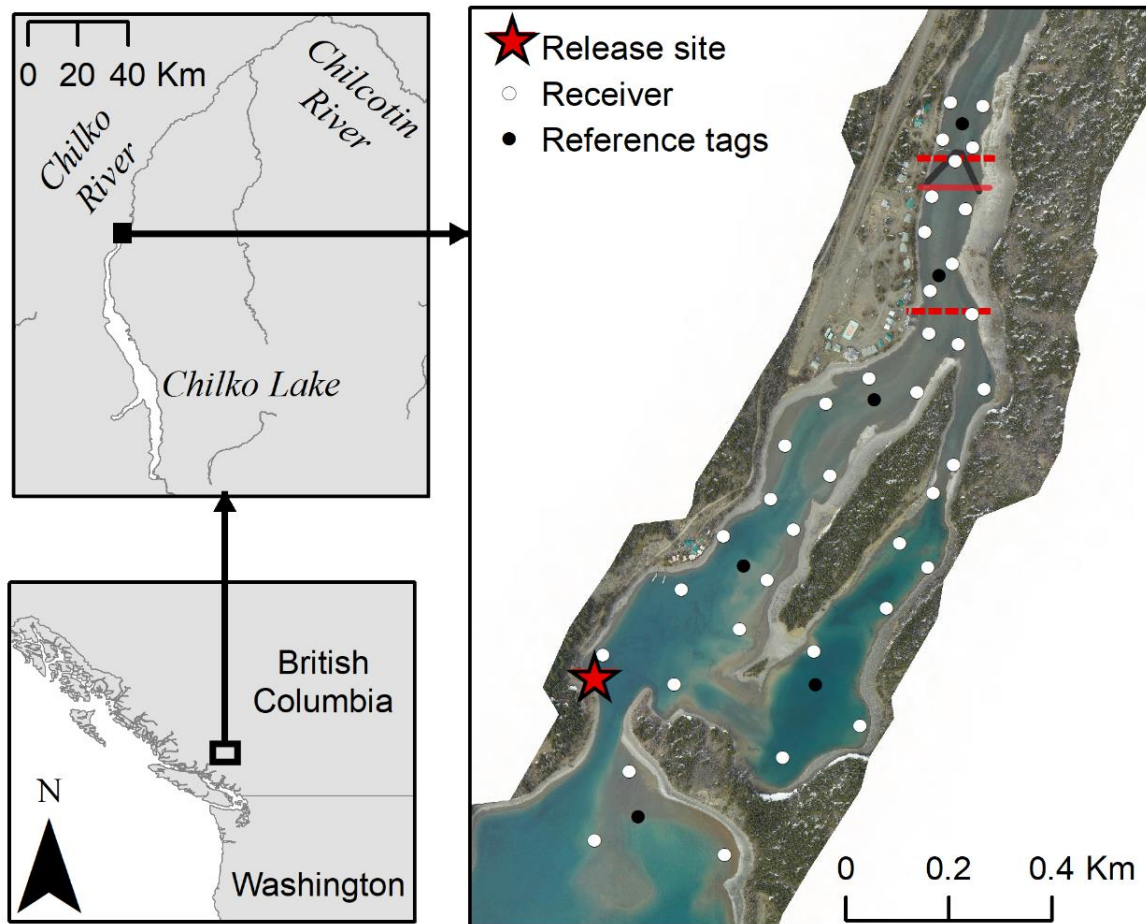 0 20 40 Km
Chilcotin
River
Chilko
River
Chilko Lake
Release site
Receiver
Reference tags
British
Columbia
N
Washington
0 0.2 0.4 Km